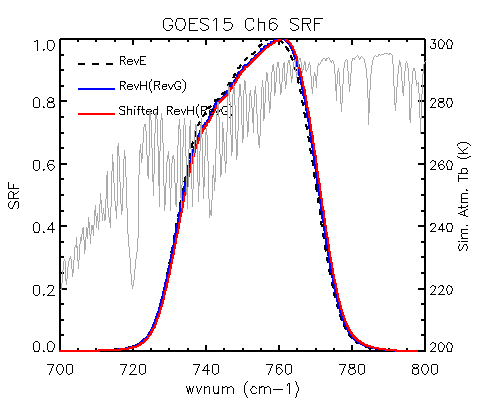 GOES15 Ch6 SRF
1.0
0.8
0.6
0.4
0.2
0.0
SRF
RevE
RevH(RevG)
Shifted RevH(RevG)
300
280
260
240
220
200
Sim. Atm. Tb (K)
700 720 740 760 780 800
wvnum (cm-1)